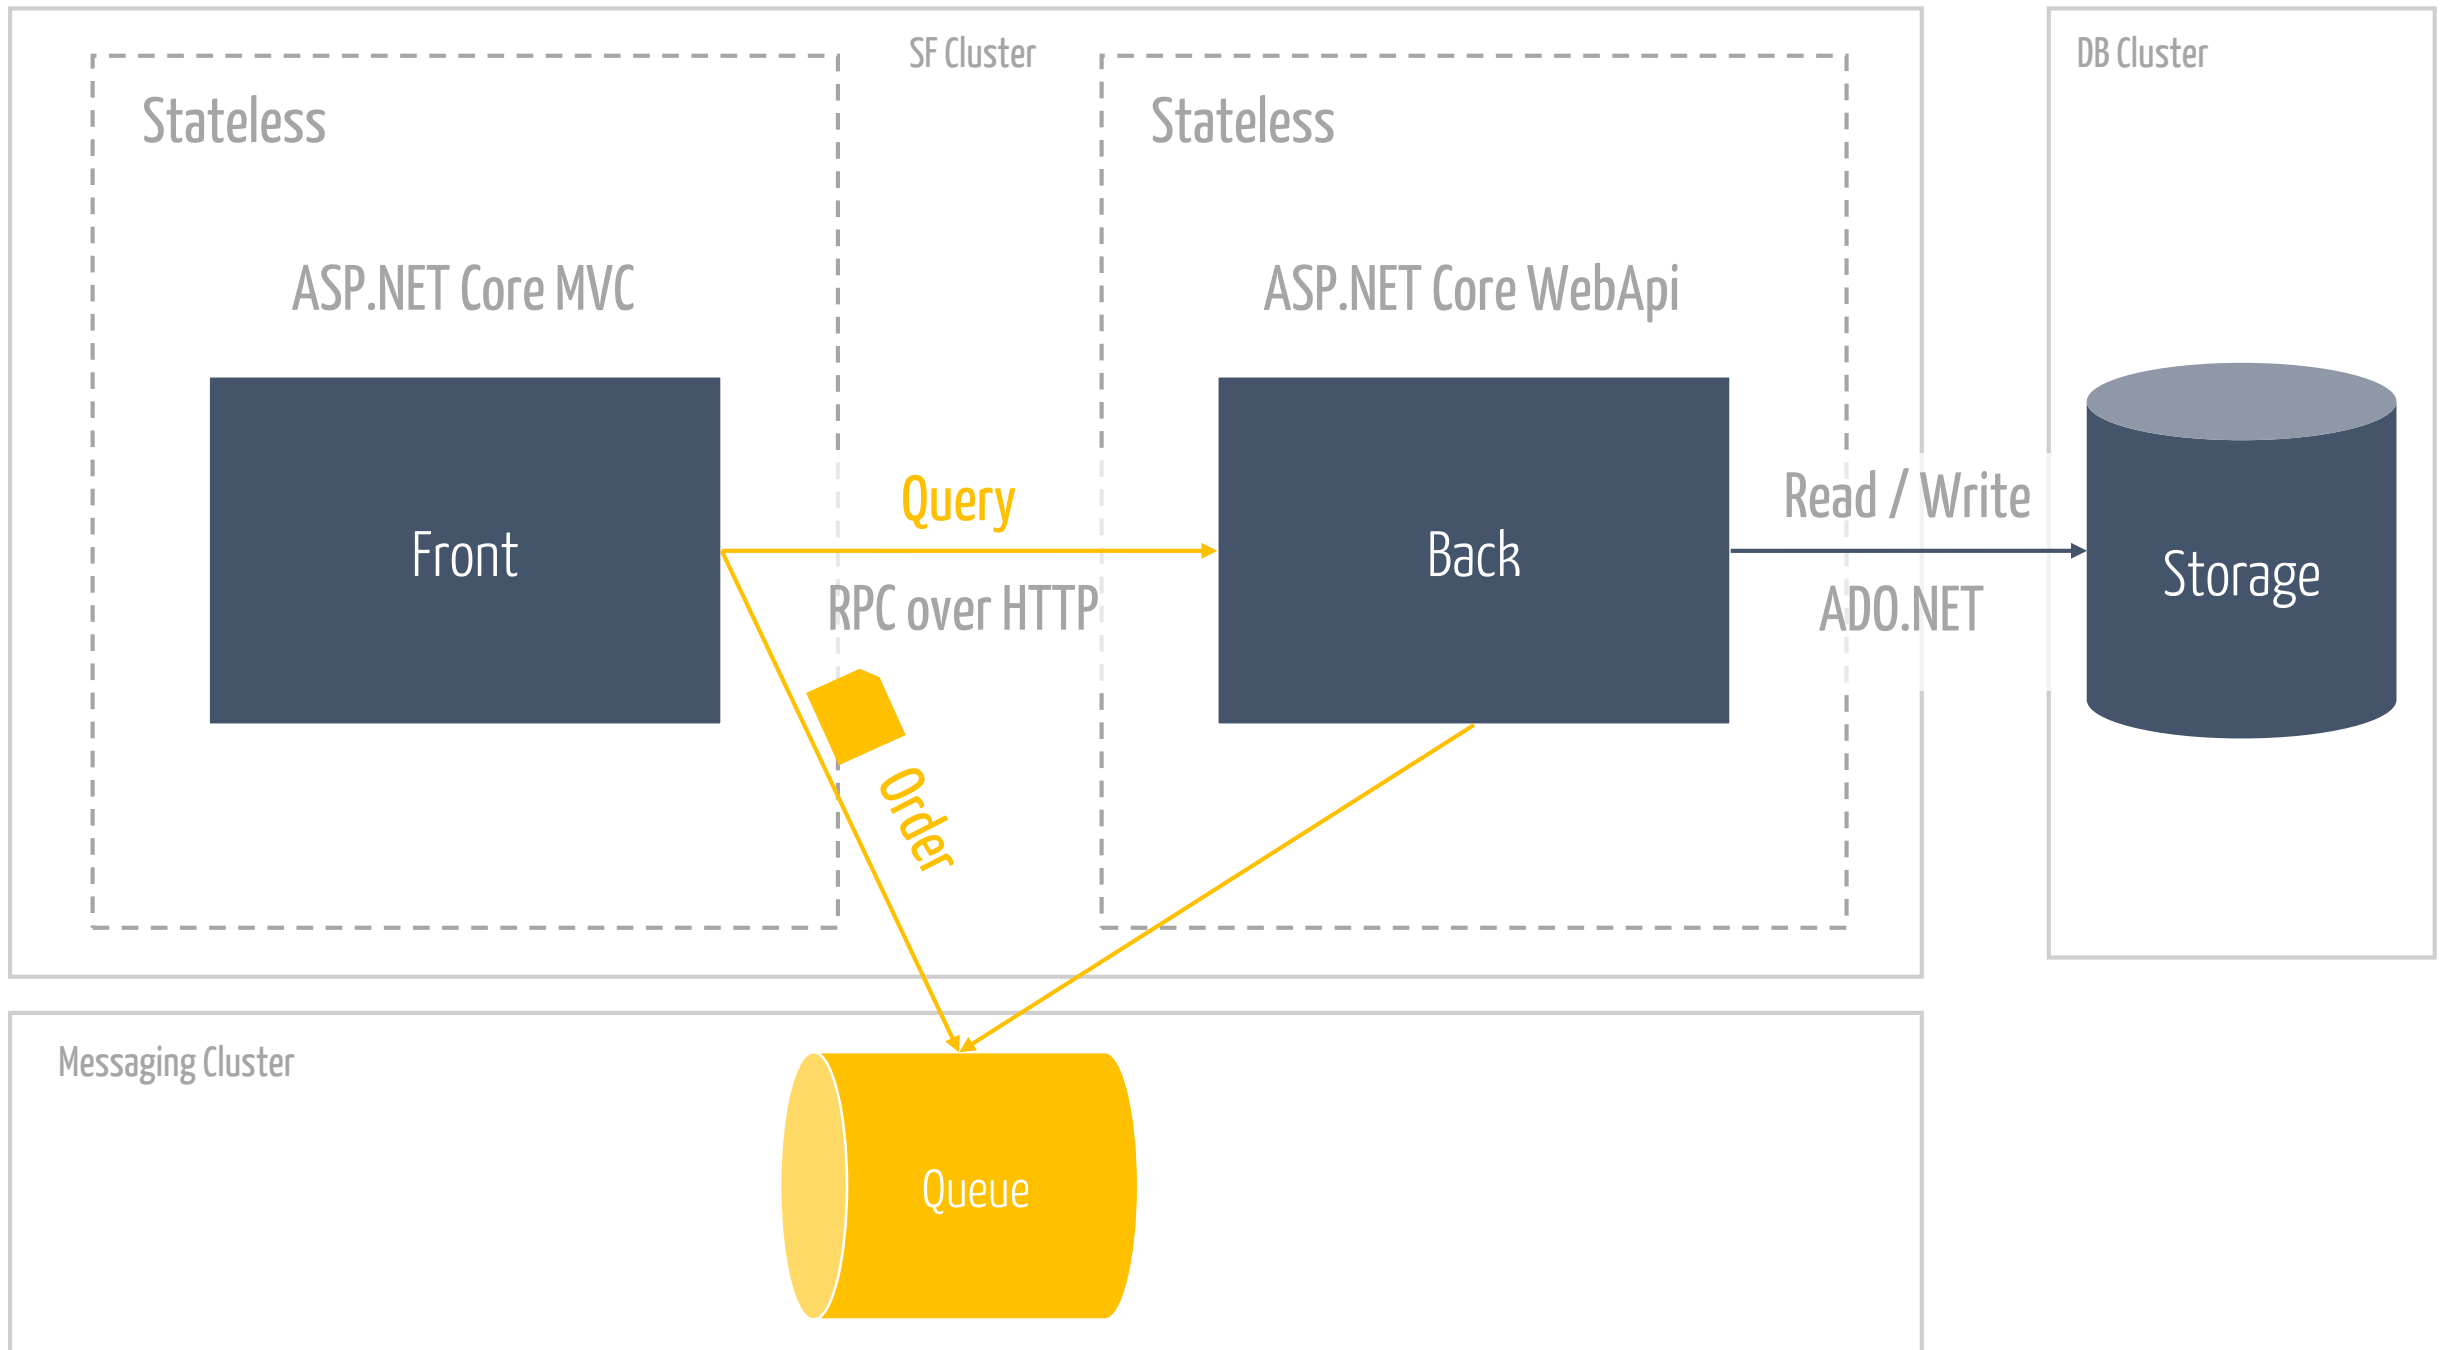 SF Cluster
DB Cluster
Stateless
Stateless
ASP.NET Core MVC
ASP.NET Core WebApi
Front
Query
RPC over HTTP
Back
Read / Write
ADO.NET
Storage
Order
Messaging Cluster
Queue